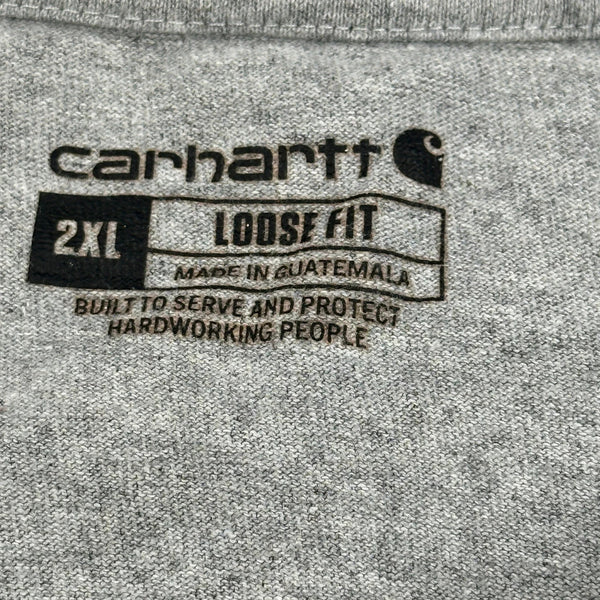 carhartt
2XL LOOSE FIT
MADE IN GUATEMALA
BUILT TO SERVE AND PROTECT
HARDWORKING PEOPLE